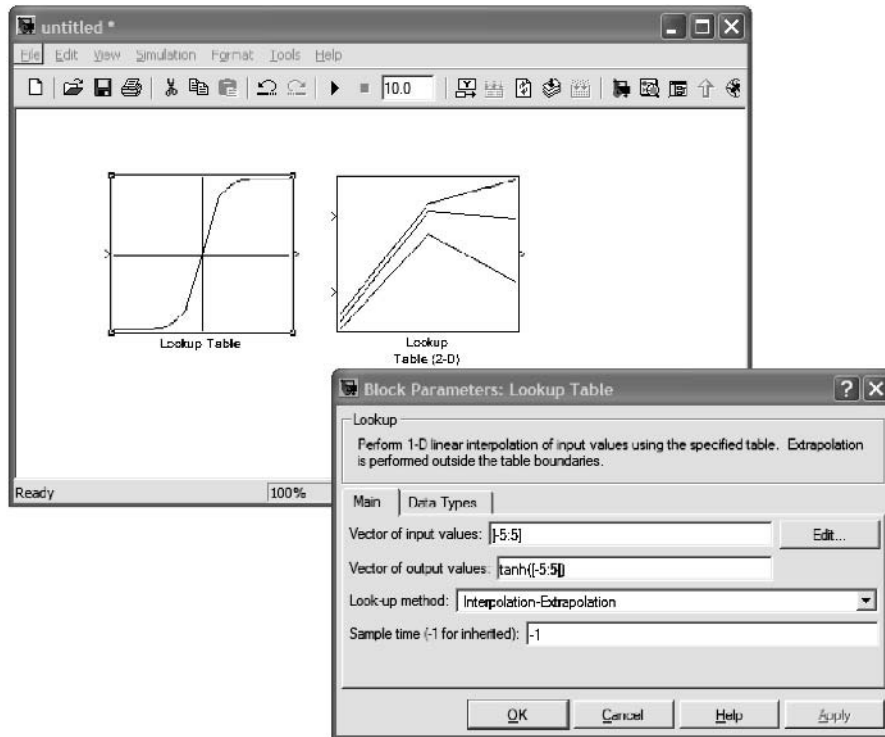 untitled *
File Edit View Simulation Format Tools Help
10.0
Lookup Table
Lookup
Table (2-D)
Block Parameters: Lookup Table
Lookup
Perform 1-D linear interpolation of input values using the specified table. Extrapolation
is performed outside the table boundaries.
Ready 100%
Main Data Types
Vector of input values: [-5:5] Edit...
Vector of output values: tanh([-5:5])
Look-up method: Interpolation-Extrapolation
Sample time (-1 for inherited): -1
OK Cancel Help Apply